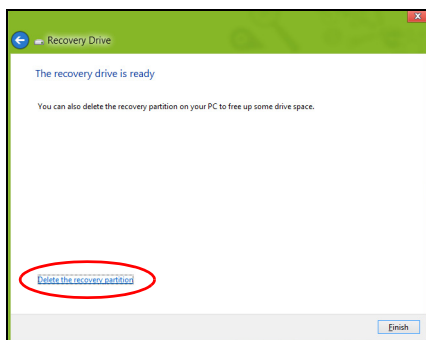 x
Recovery Drive
The recovery drive is ready
You can also delete the recovery partition on your PC to free up some drive space.
Delete the recovery partition
Finish